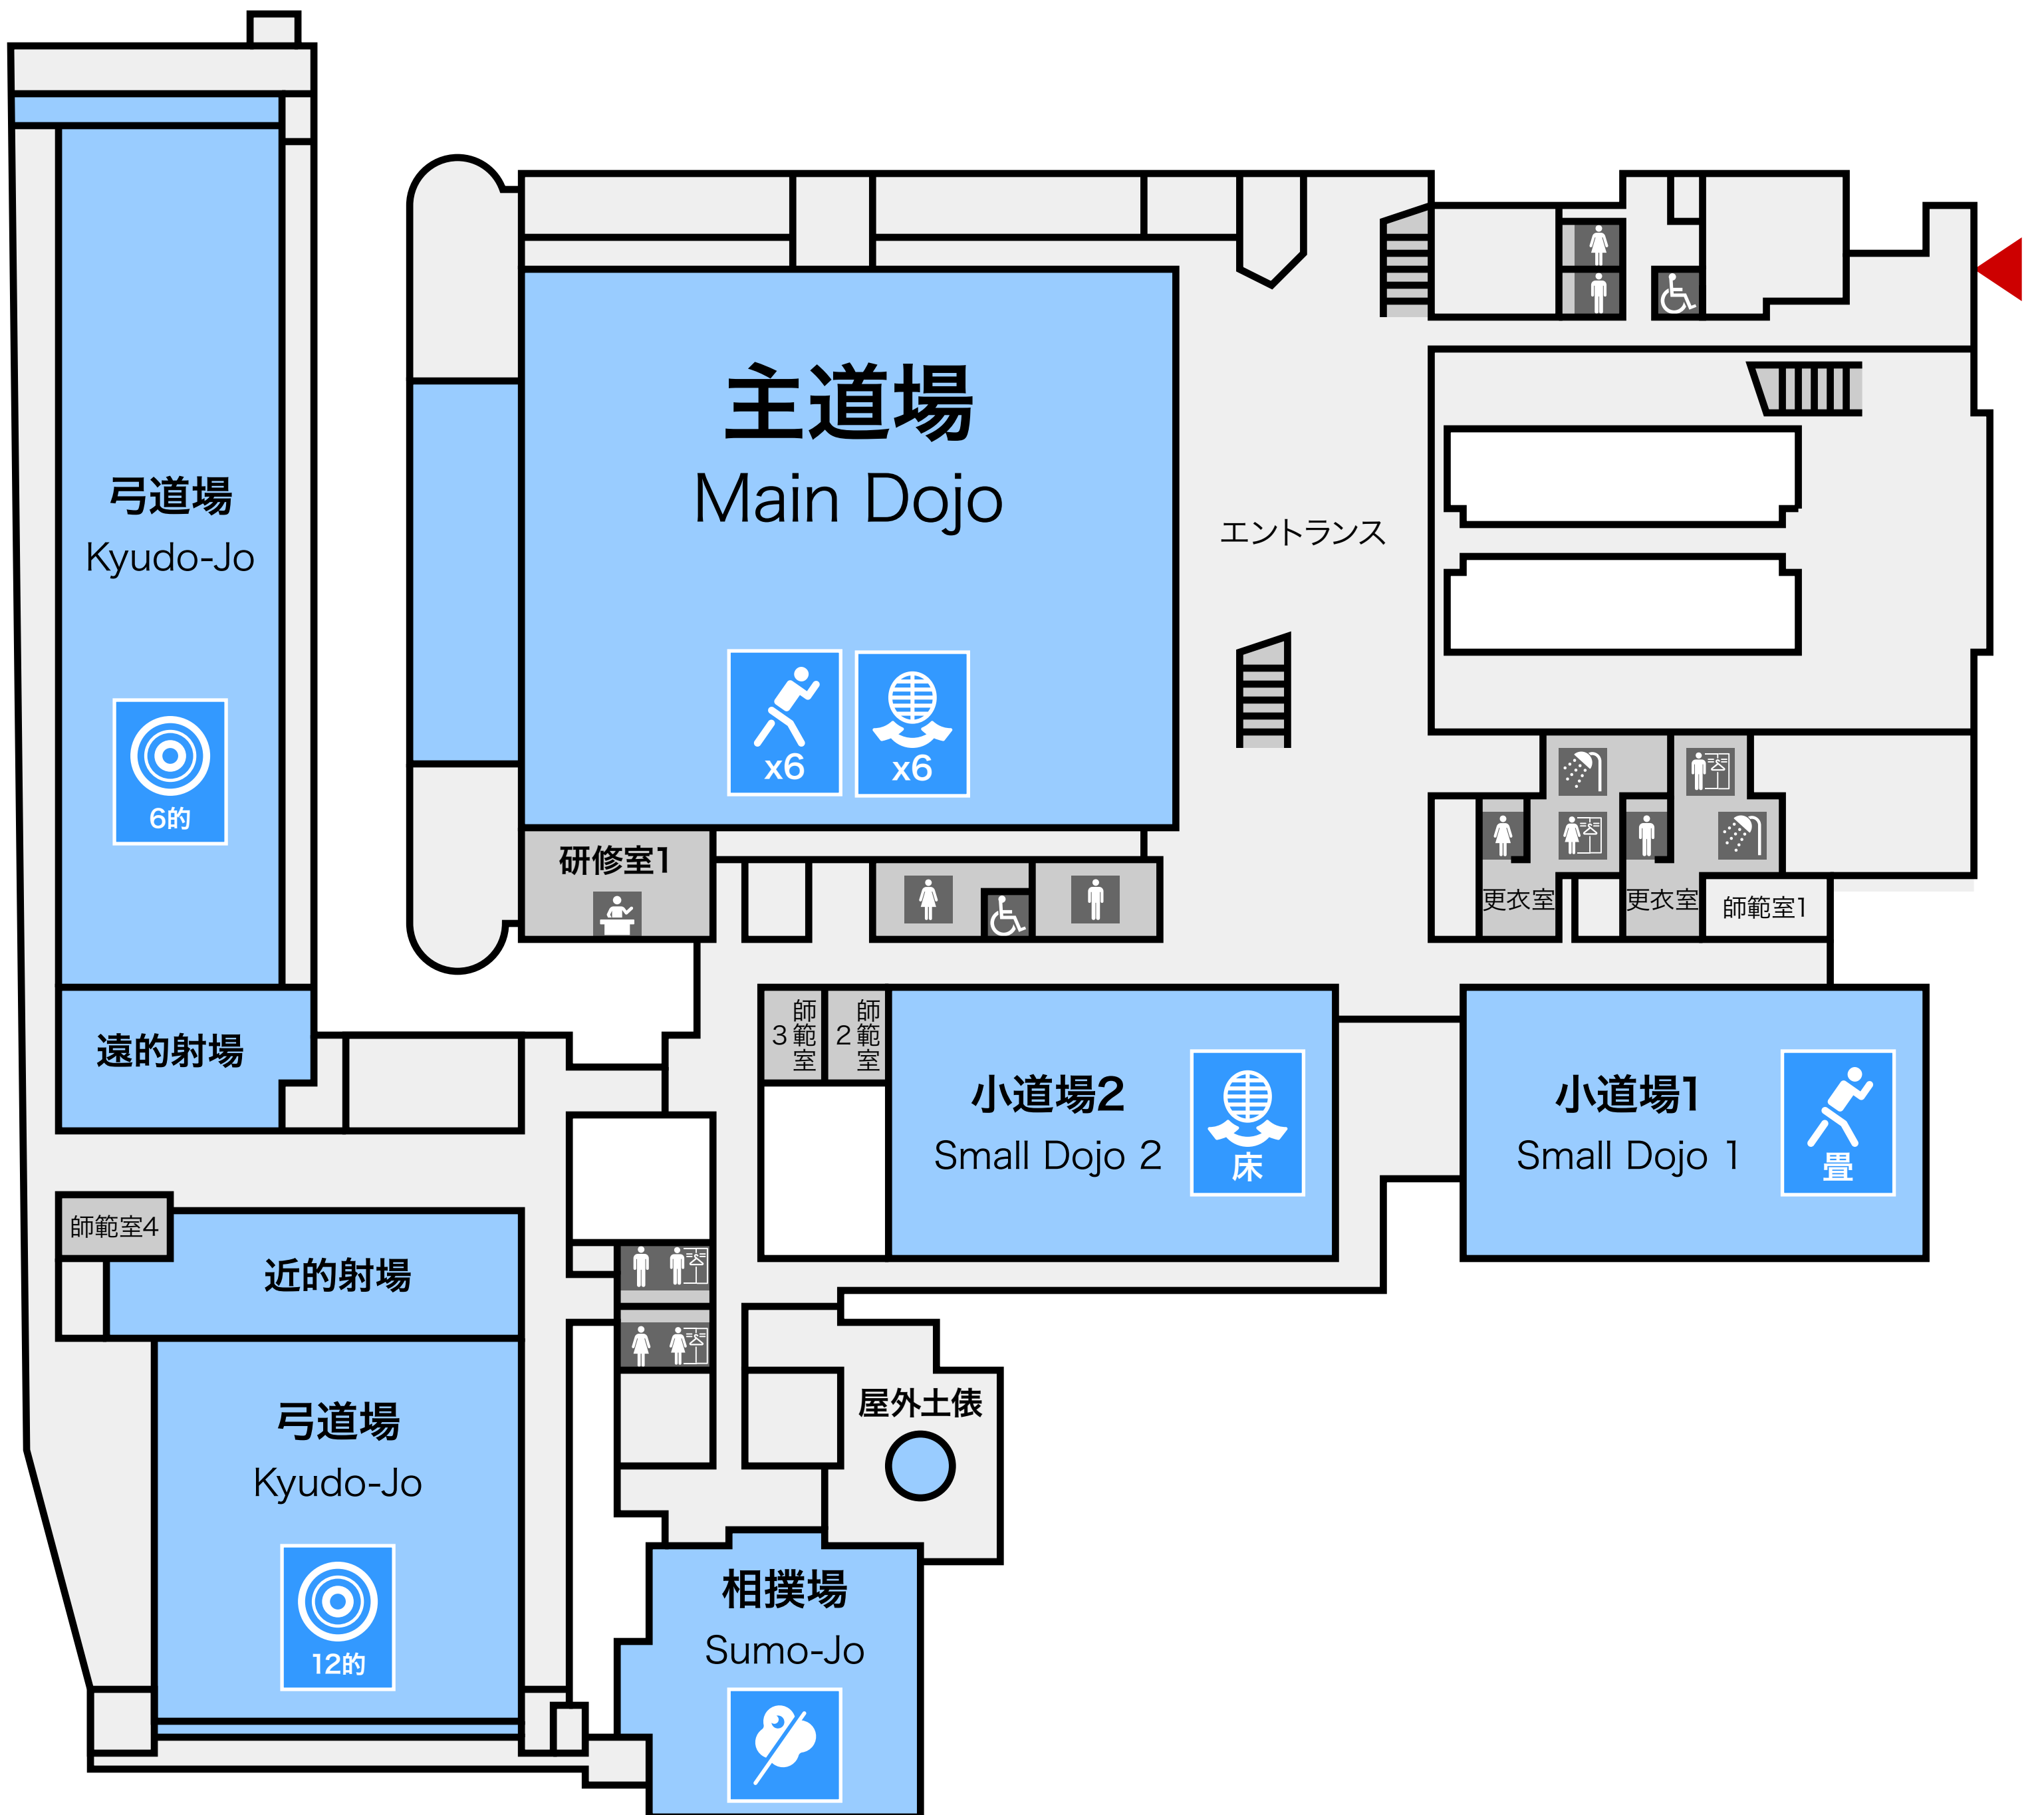 主道場
Main Dojo
x6
x6
エントランス
弓道場
Kyudo-Jo
6的
研修室1
更衣室
更衣室
師範室1
遠的射場
師範室3
師範室2
小道場2
Small Dojo 2
床
小道場1
Small Dojo 1
畳
師範室4
近的射場
弓道場
Kyudo-Jo
12的
屋外土俵
相撲場
Sumo-Jo